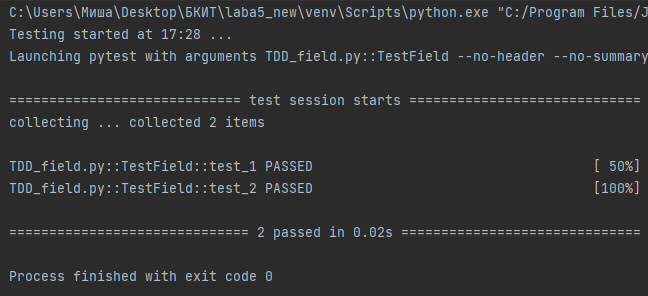 C:\Users\Миша\Desktop\БКИТ\laba5_new\venv\Scripts\python.exe "C:/Program Files/J
Testing started at 17:28 ...
Launching pytest with arguments TDD_field.py::TestField --no-header --no-summary
============================= test session starts =============================
collecting ... collected 2 items
TDD_field.py::TestField::test_1 PASSED [ 50%]
TDD_field.py::TestField::test_2 PASSED [100%]
============================== 2 passed in 0.02s ==============================
Process finished with exit code 0